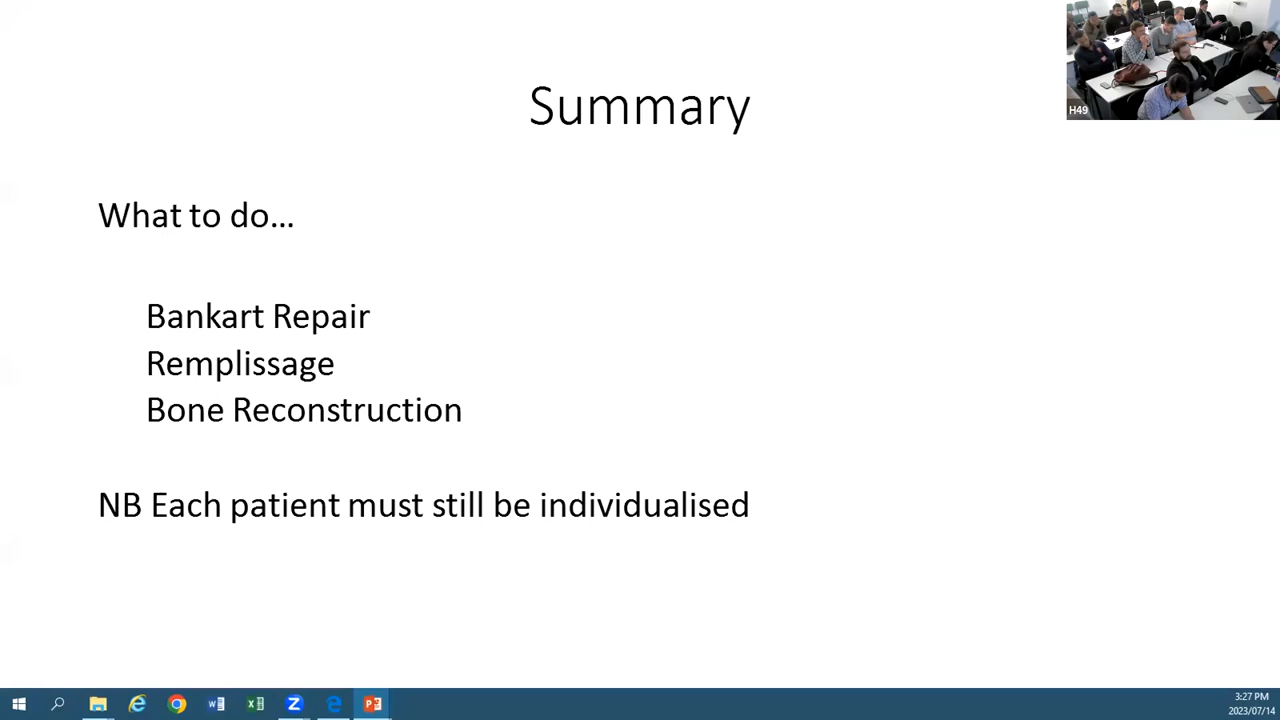 H49
Summary
What to do...
Bankart Repair
Remplissage
Bone Reconstruction
NB Each patient must still be individualised
3:27 PM
2023/07/14